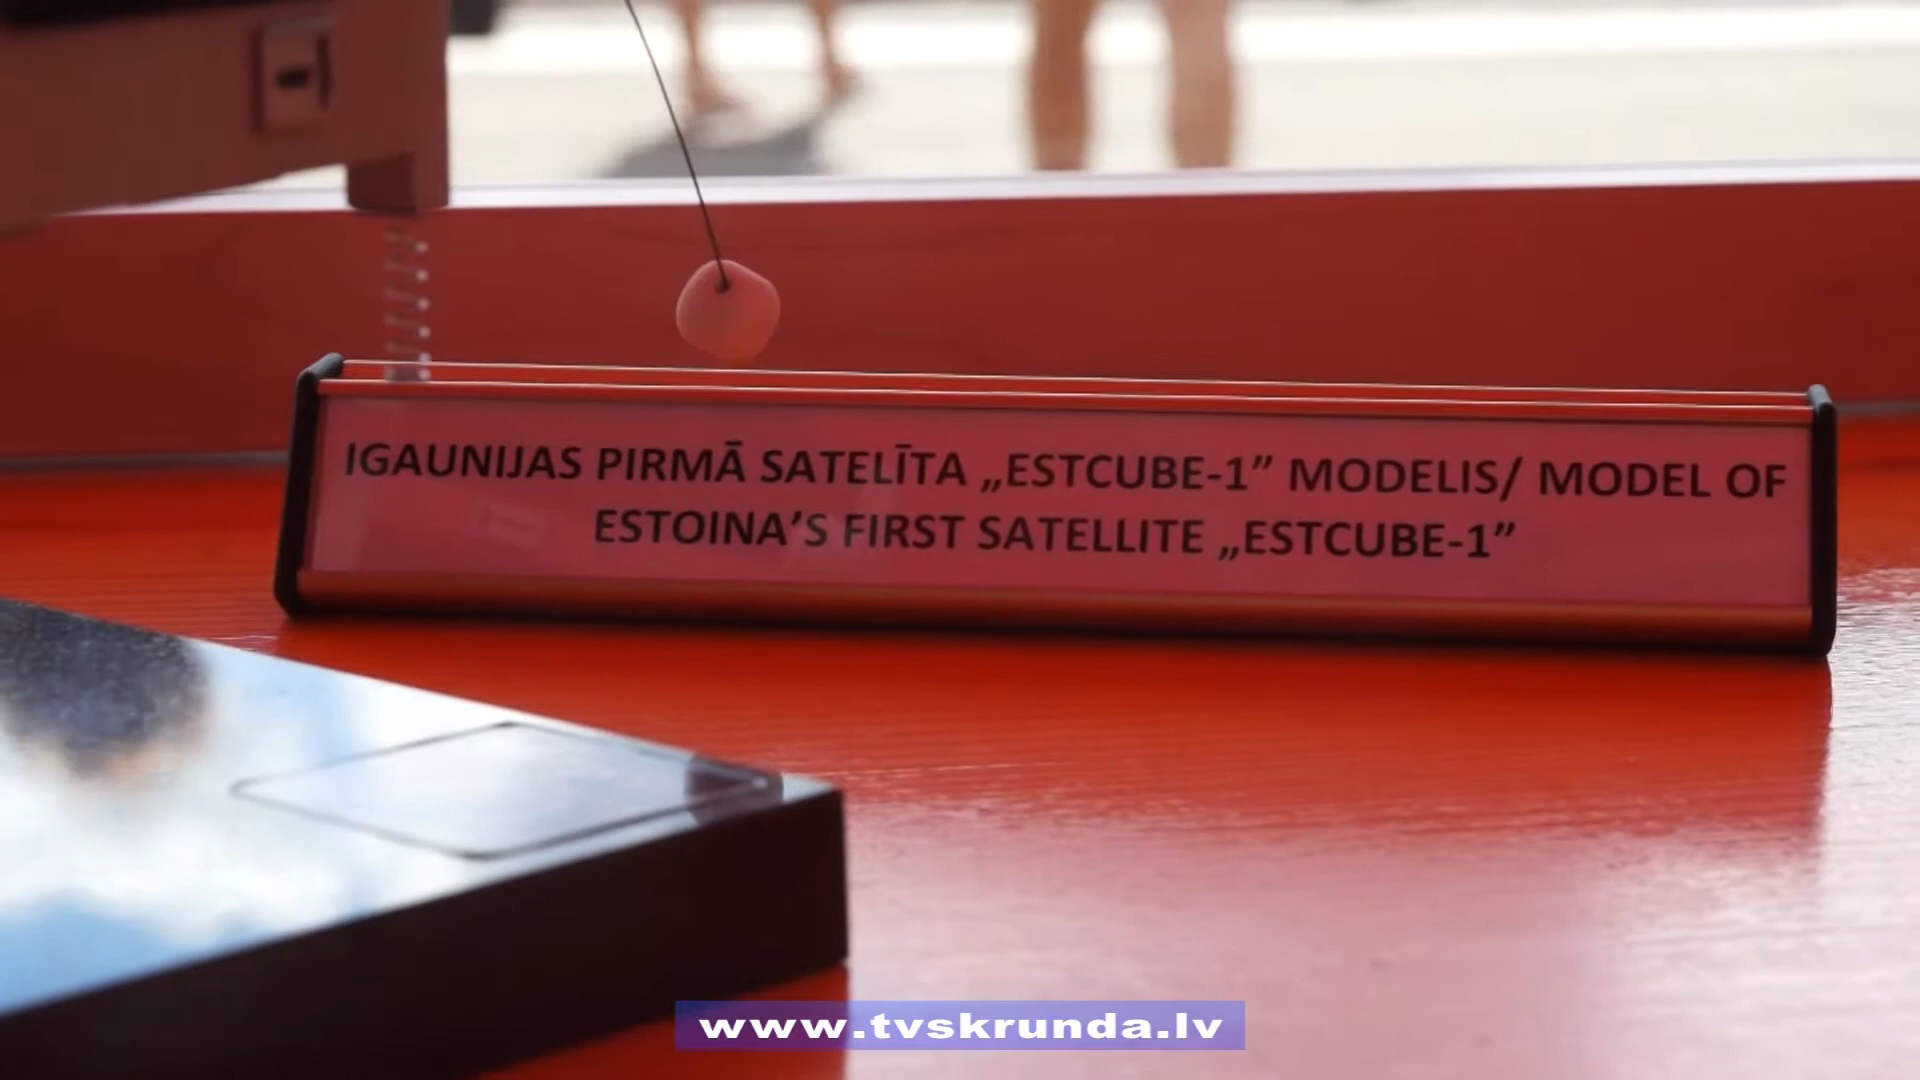 IGAUNIJAS PIRMĀ SATELĪTA „ESTCUBE-1” MODELIS/ MODEL OF
ESTOINA’S FIRST SATELLITE „ESTCUBE-1”
www.tvskrunda.lv